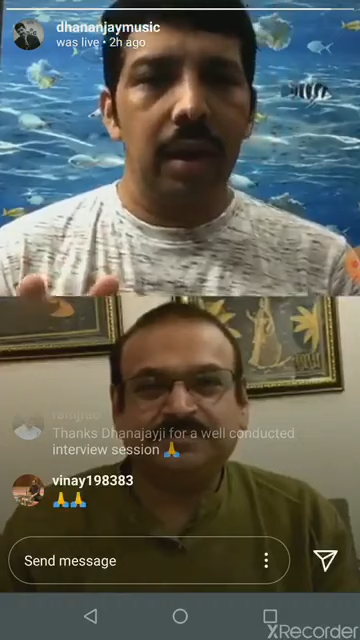 dhananjaymusic
was live • 2h ago
Thanks Dhanajayji for a well conducted
interview session 🙏
vinay198383
🙏🙏
Send message
XRecorder